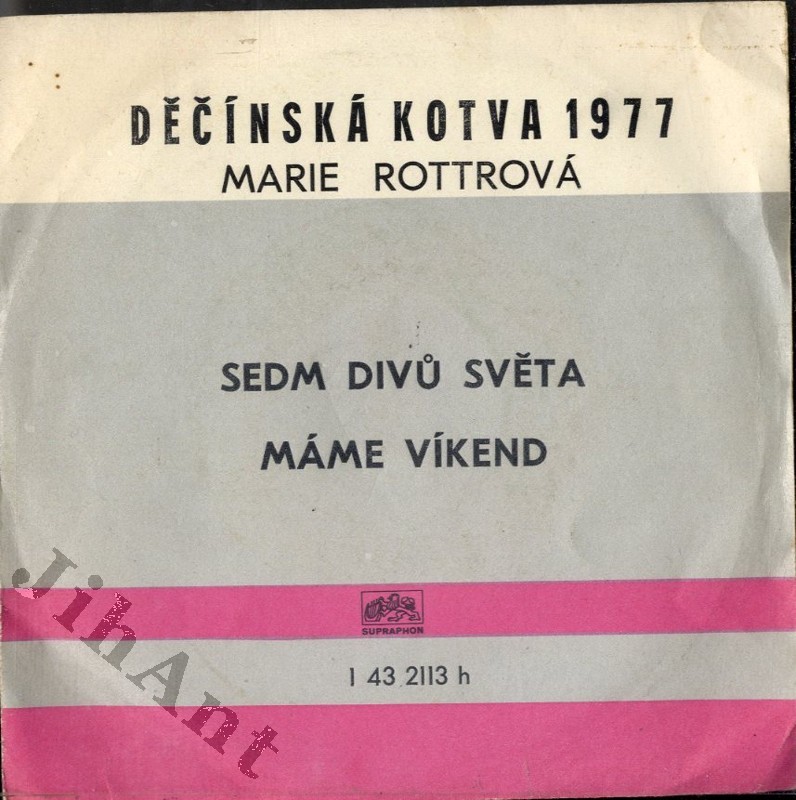 DĚČÍNSKÁ KOTVA 1977
MARIE ROTTROVÁ
SEDM DIVŮ SVĚTA
MÁME VÍKEND
SUPRAPHON
1 43 2113 h
JihAnt